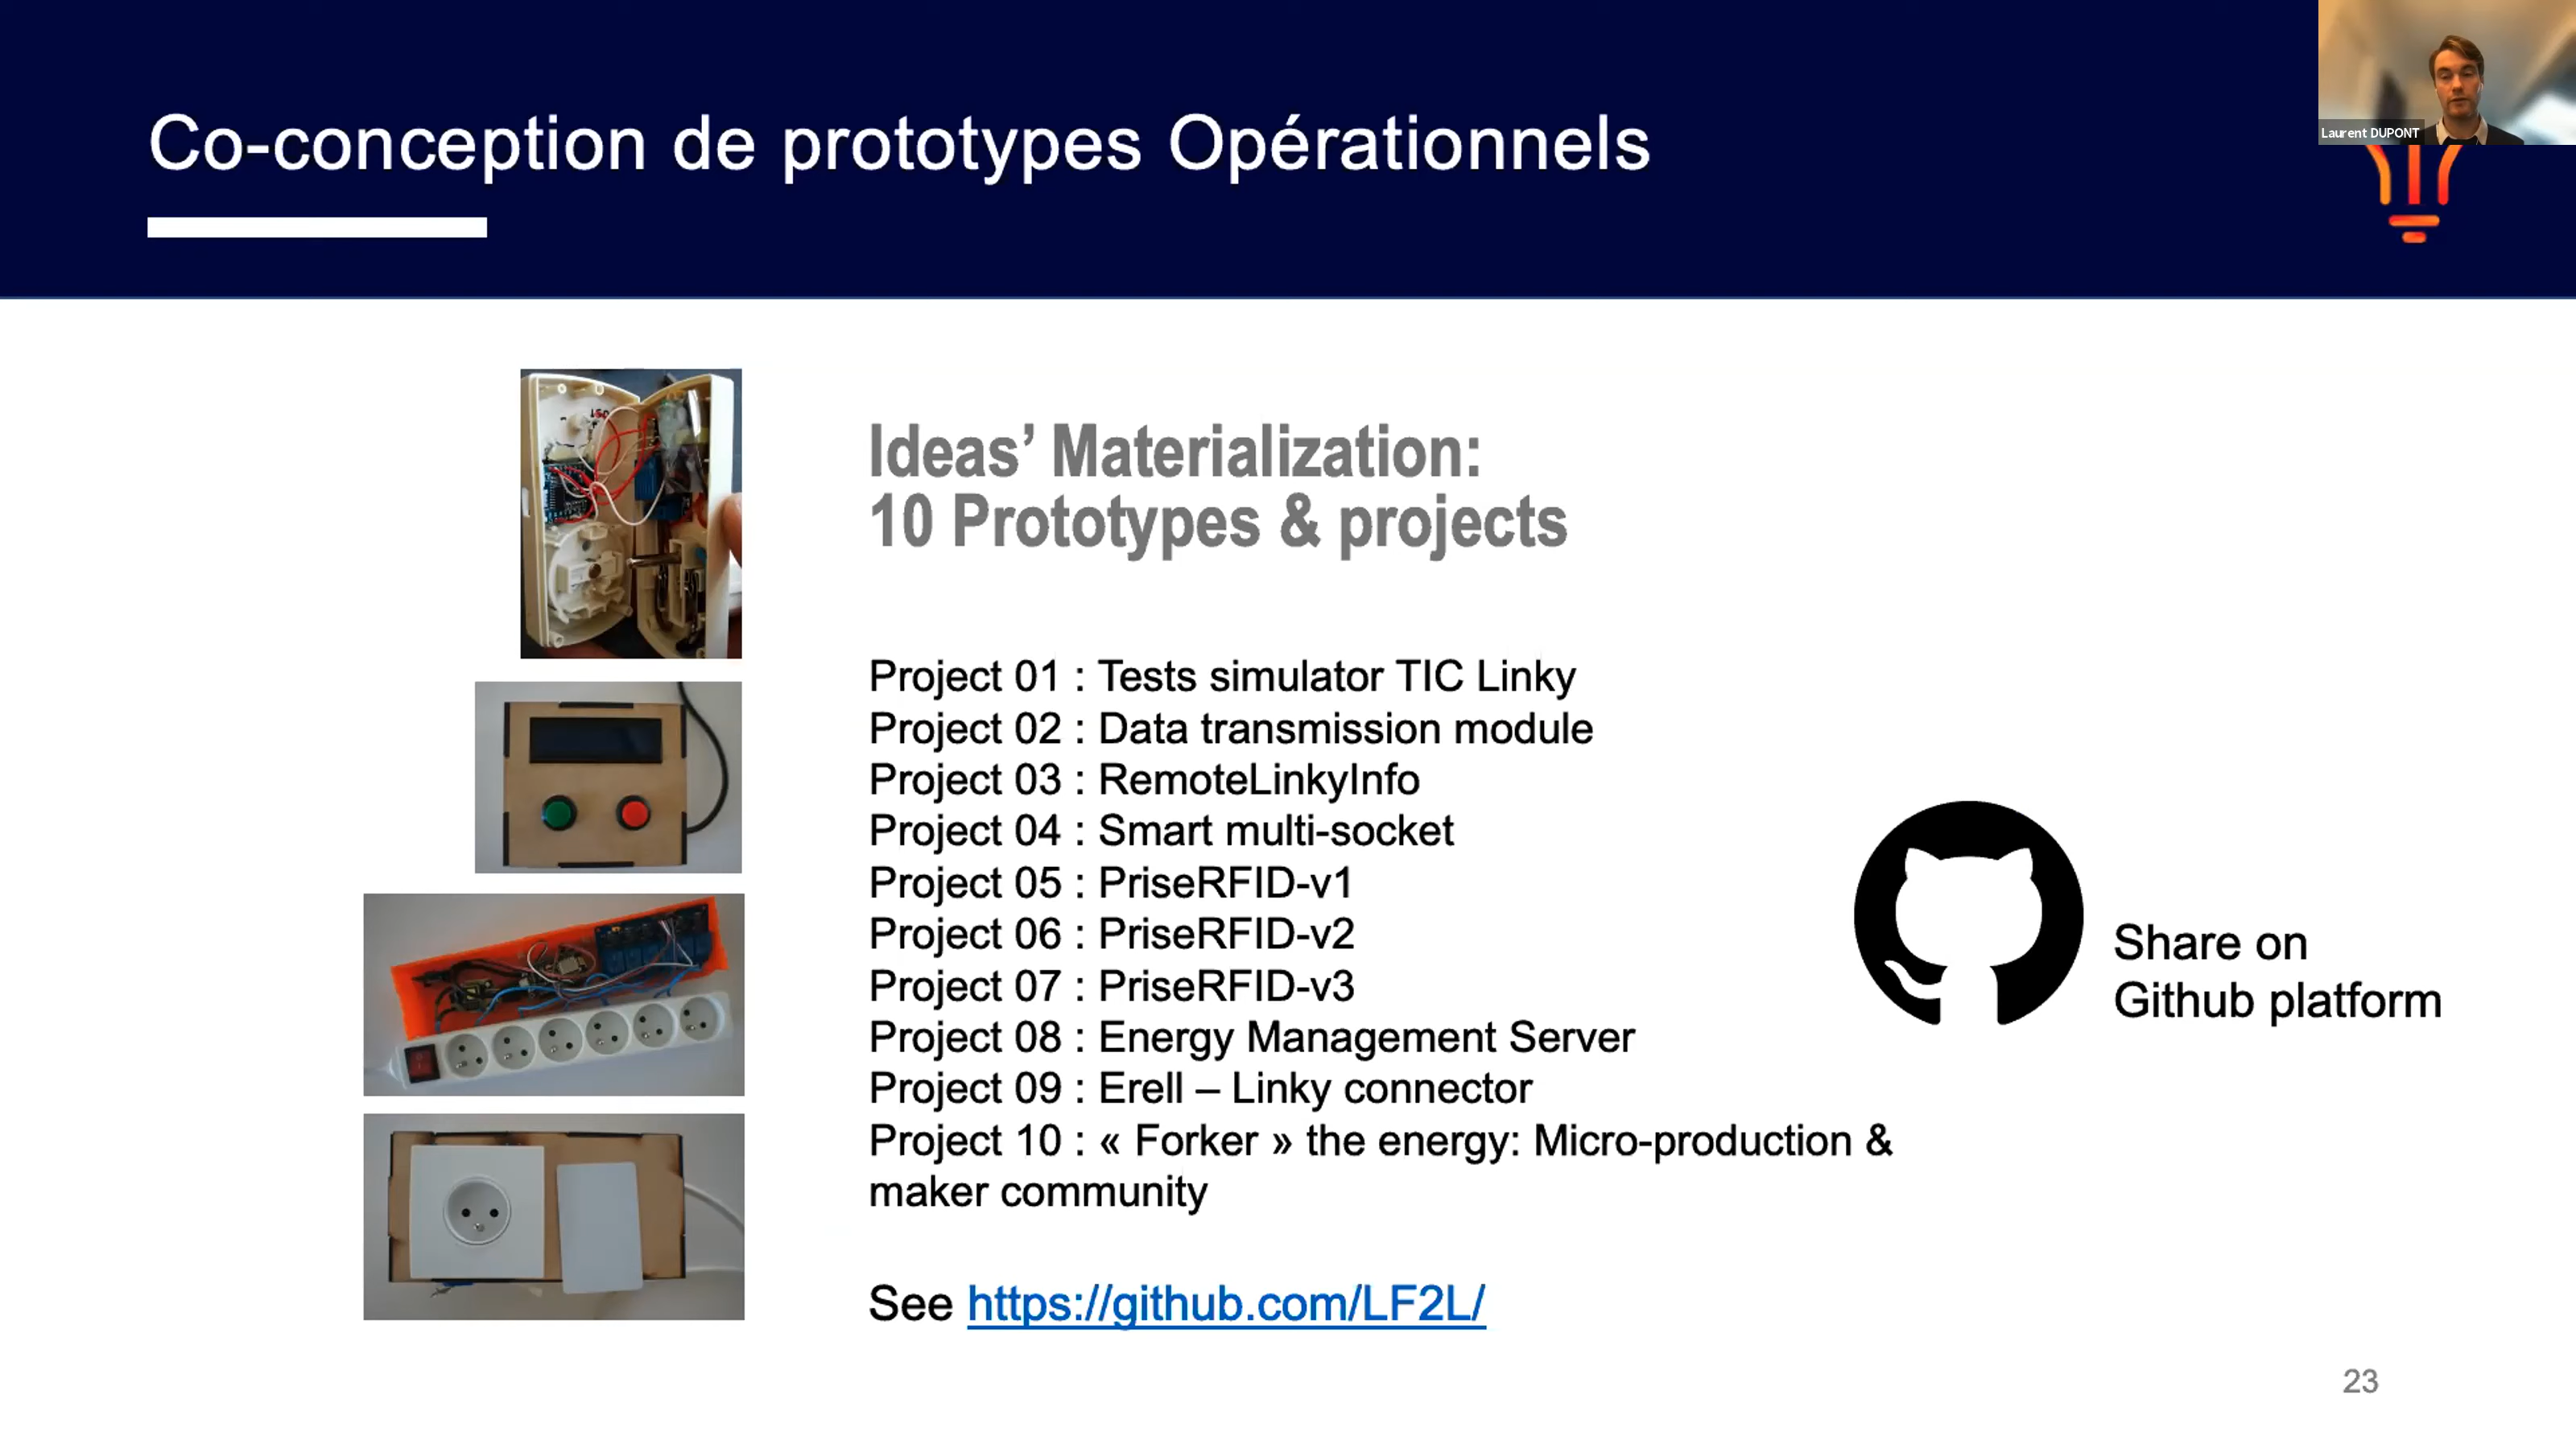 Co-conception de prototypes Opérationnels
Laurent DUPONT
Ideas’ Materialization:
10 Prototypes & projects
Project 01 : Tests simulator TIC Linky
Project 02 : Data transmission module
Project 03 : RemoteLinkyInfo
Project 04 : Smart multi-socket
Project 05 : PriseRFID-v1
Project 06 : PriseRFID-v2
Project 07 : PriseRFID-v3
Project 08 : Energy Management Server
Project 09 : Erell – Linky connector
Project 10 : « Forker » the energy: Micro-production &
maker community
Share on
Github platform
See https://github.com/LF2L/
23